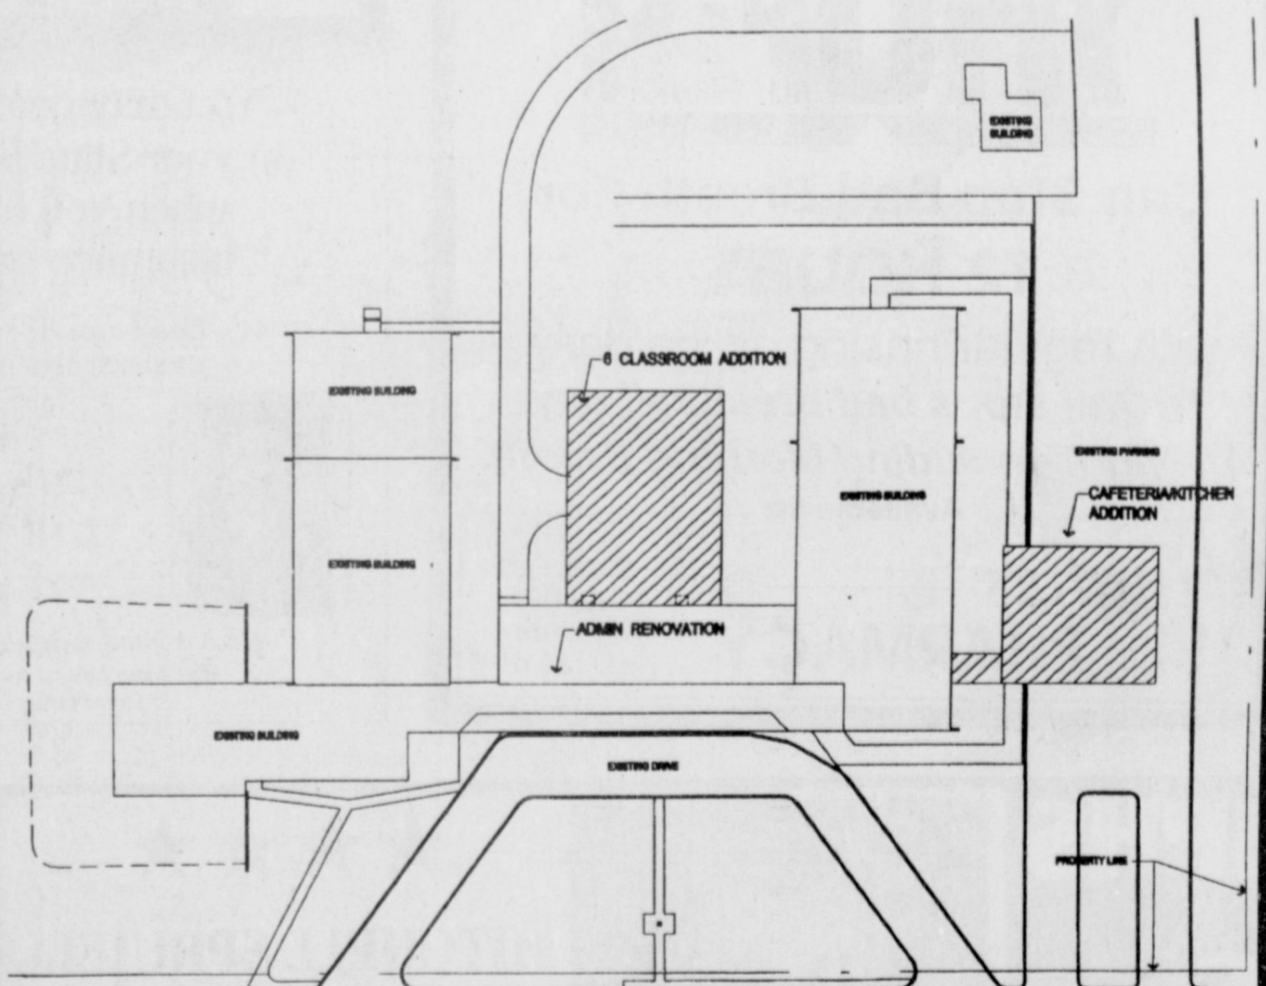 EXISTING
BUILDING
6 CLASSROOM ADDITION
EXISTING BUILDING
EXISTING PARKING
CAFETERIA/KITCHEN
ADDITION
EXISTING BUILDING
EXISTING BUILDING
ADMIN RENOVATION
EXISTING BUILDING
EXISTING DRIVE
PROPERTY LINE